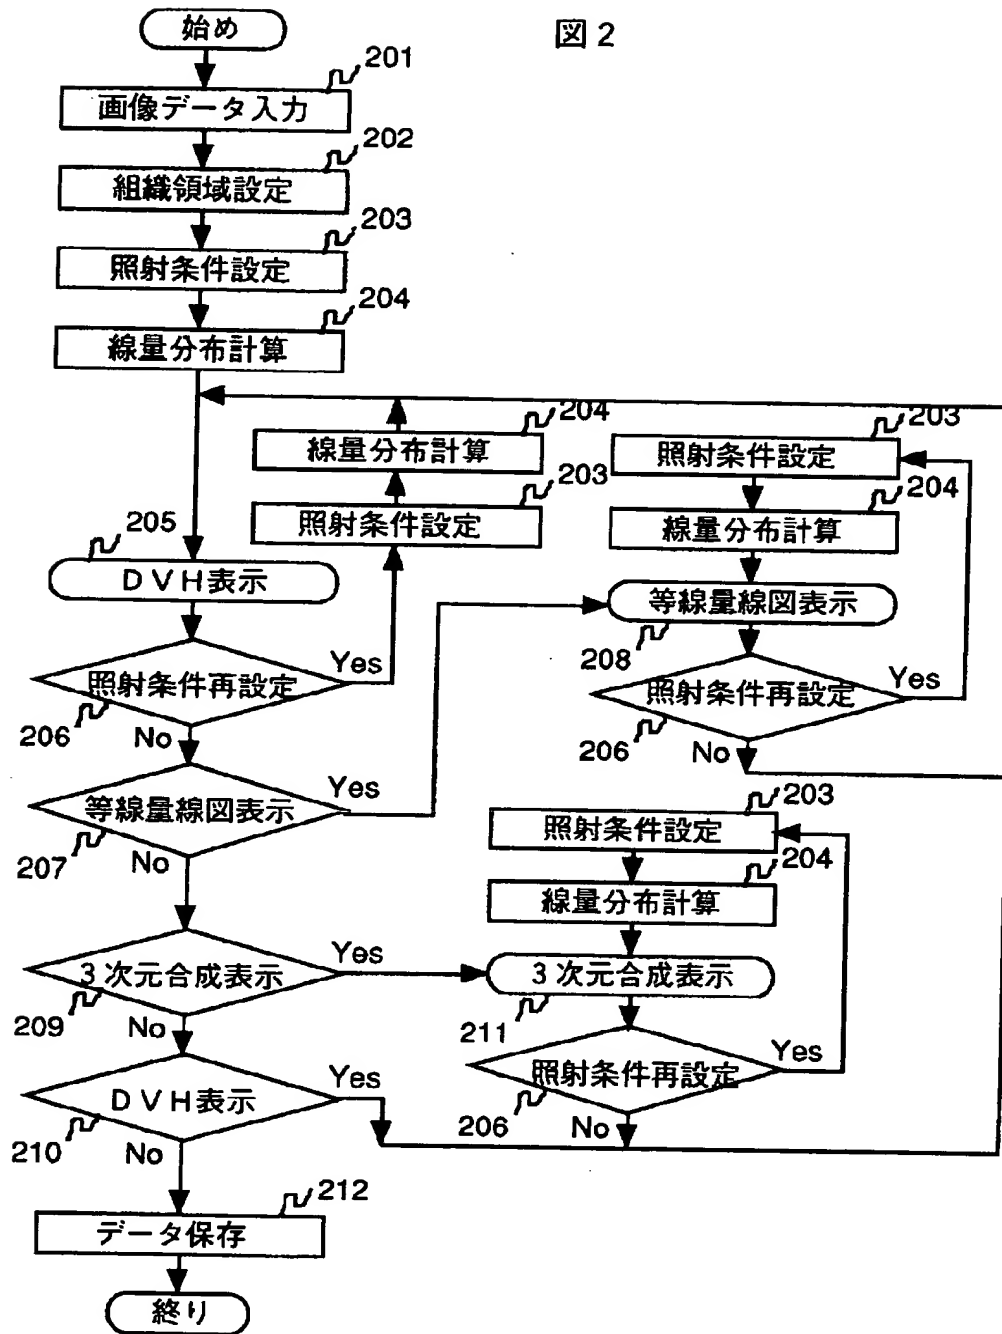 始め
図2
201
画像データ入力
202
組織領域設定
203
照射条件設定
204
線量分布計算
204
線量分布計算
203
照射条件設定
203
照射条件設定
204
線量分布計算
205
DVH表示
等線量線図表示
208
照射条件再設定
Yes
206
No
照射条件再設定
Yes
206
No
等線量線図表示
Yes
207
No
203
照射条件設定
204
線量分布計算
3次元合成表示
Yes
209
No
3次元合成表示
211
照射条件再設定
Yes
206
No
DVH表示
Yes
210
No
212
データ保存
終り